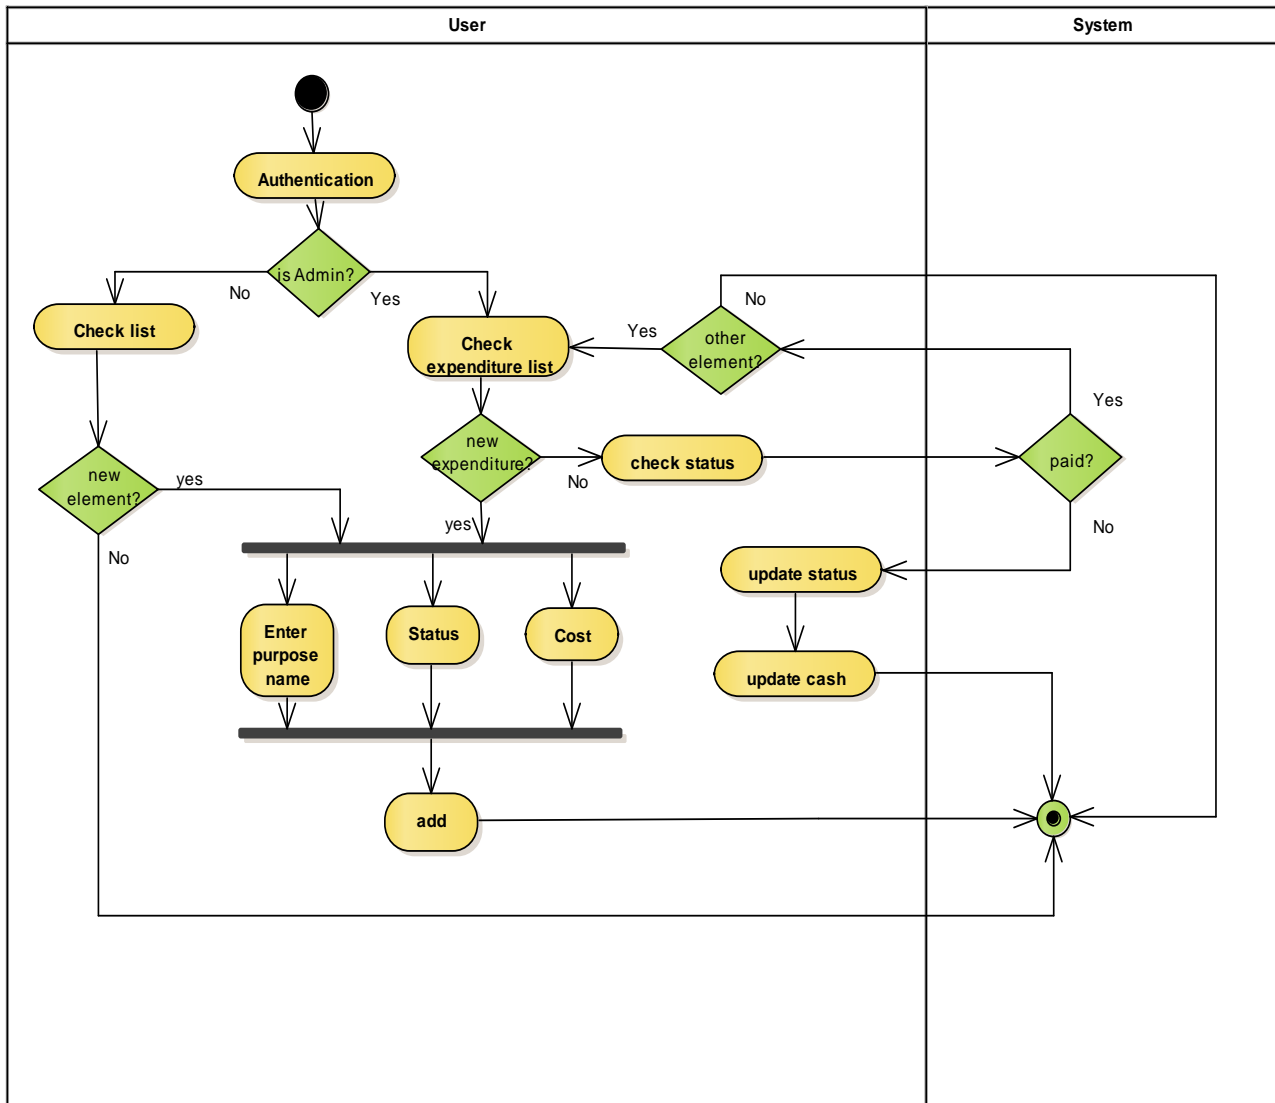 User
System
Authentication
is Admin?
No
Yes
Check list
Check
expenditure list
Yes
No
other
element?
Yes
new
expenditure?
No
check status
paid?
No
new
element?
yes
No
yes
update status
Enter
purpose
name
Status
Cost
update cash
add